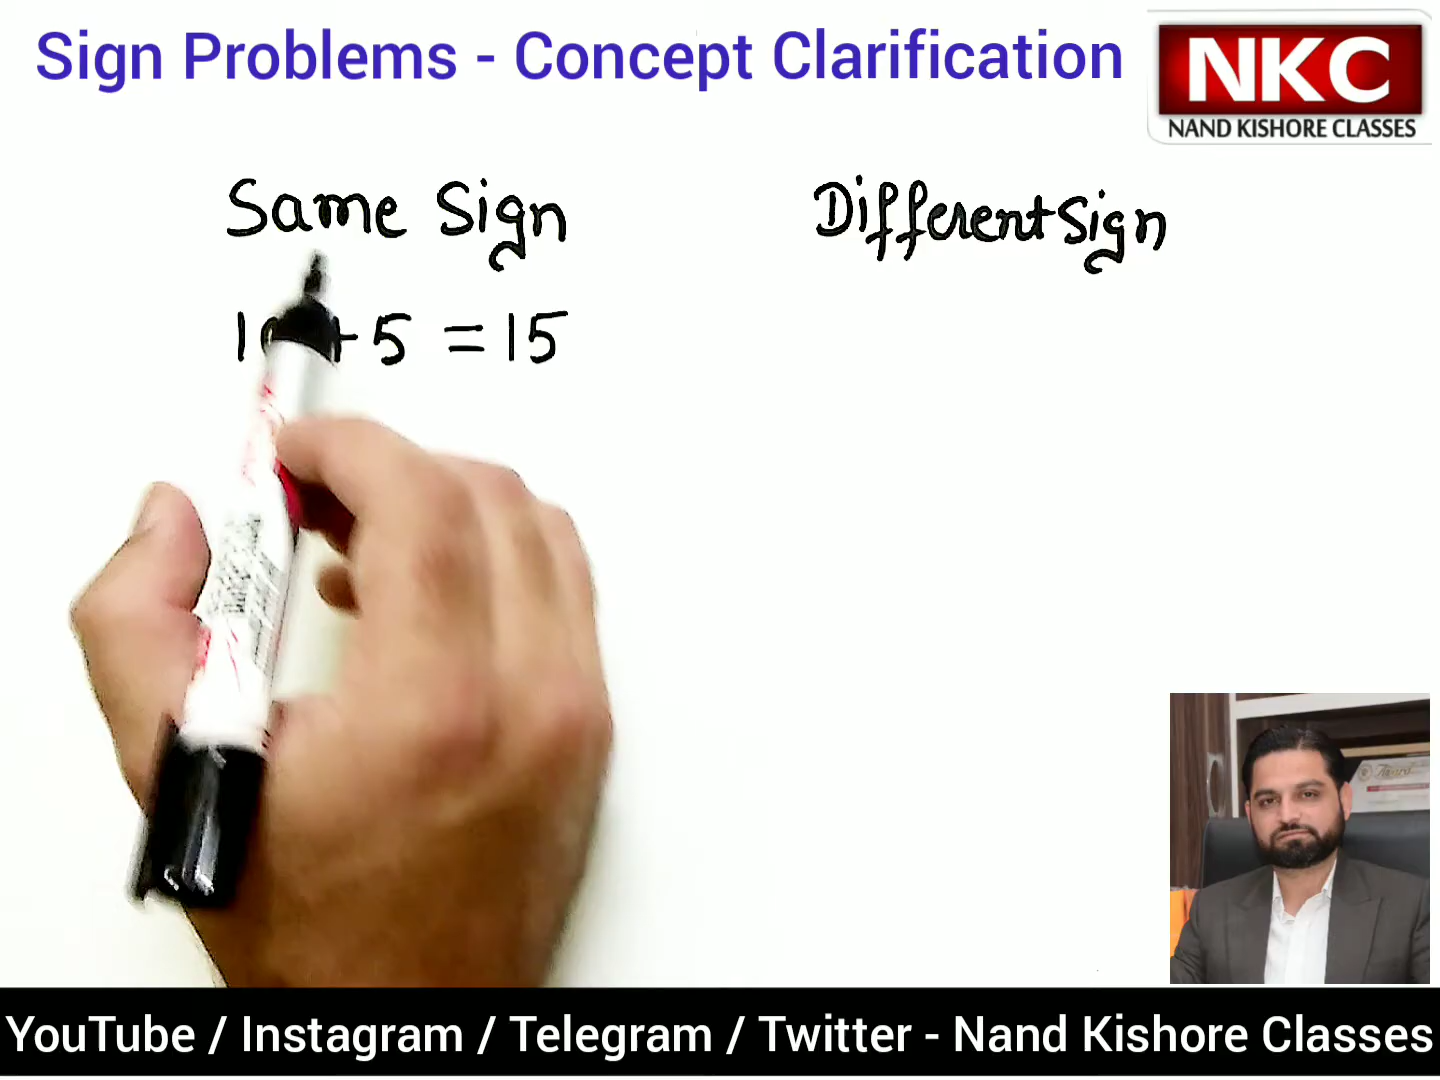 Sign Problems - Concept Clarification
NKC
NAND KISHORE CLASSES
Same Sign
Different Sign
+ 5 = 15
YouTube / Instagram / Telegram / Twitter - Nand Kishore Classes